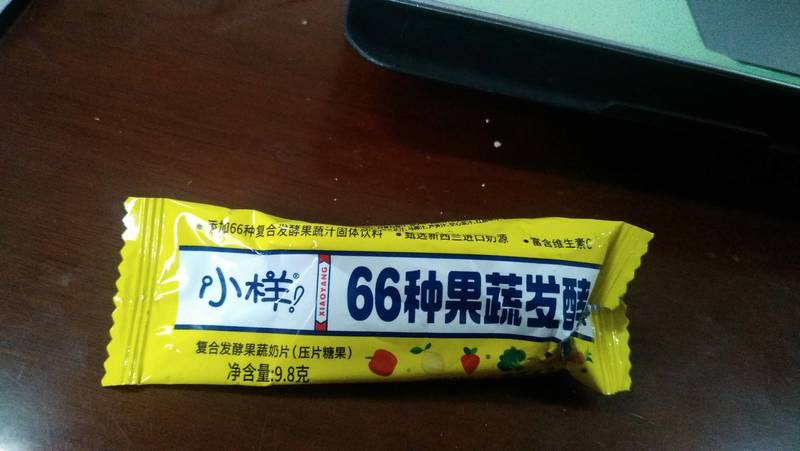 添加66种复合发酵果蔬汁固体饮料 •甄选新西兰进口奶源 •富含维生素C
小样
XIAOYANG
66种果蔬发酵
复合发酵果蔬奶片(压片糖果)
净含量:9.8克